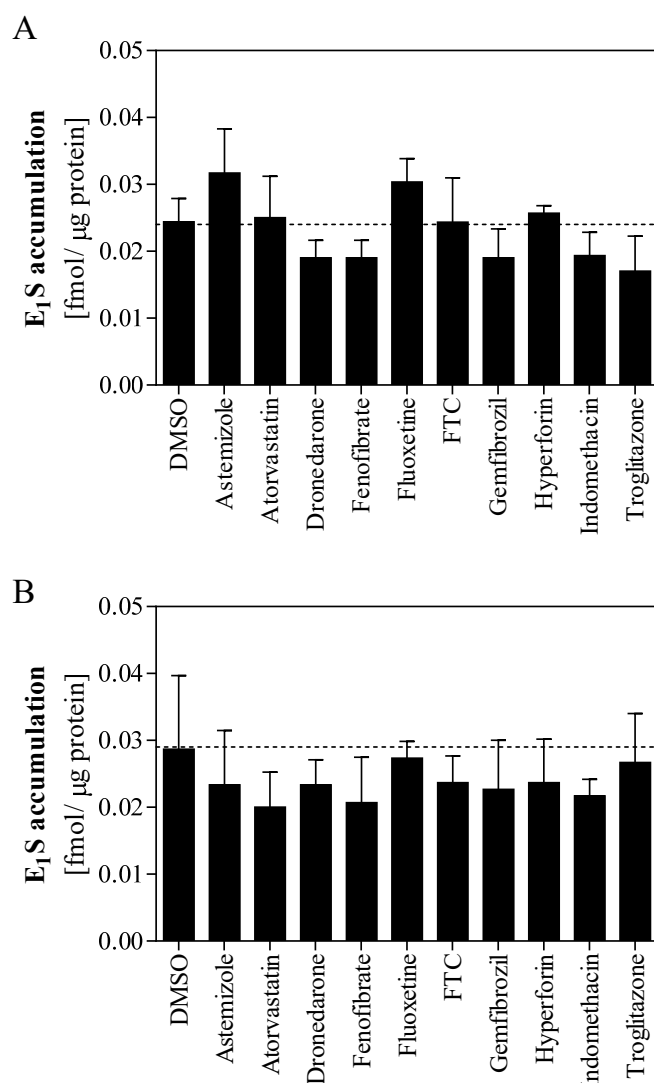 A
0.05
0.04
0.03
0.02
0.01
0.00
E1S accumulation
[fmol/ μg protein]
DMSO
Astemizole
Atorvastatin
Dronedarone
Fenofibrate
Fluoxetine
FTC
Gemfibrozil
Hyperforin
Indomethacin
Troglitazone
B
0.05
0.04
0.03
0.02
0.01
0.00
E1S accumulation
[fmol/ μg protein]
DMSO
Astemizole
Atorvastatin
Dronedarone
Fenofibrate
Fluoxetine
FTC
Gemfibrozil
Hyperforin
Indomethacin
Troglitazone